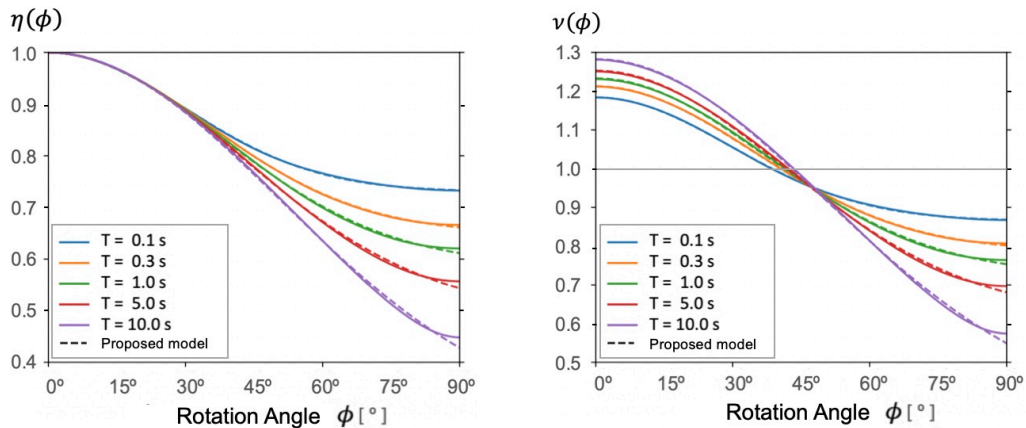 η(ϕ)
1.0
0.9
0.8
0.7
0.6
0.5
0.4
T = 0.1 s
T = 0.3 s
T = 1.0 s
T = 5.0 s
T = 10.0 s
Proposed model
0º 15º 30º 45º 60º 75º 90º
Rotation Angle ϕ [ ° ]
ν(ϕ)
1.3
1.2
1.1
1.0
0.9
0.8
0.7
0.6
0.5
T = 0.1 s
T = 0.3 s
T = 1.0 s
T = 5.0 s
T = 10.0 s
Proposed model
0º 15º 30º 45º 60º 75º 90º
Rotation Angle ϕ [ ° ]